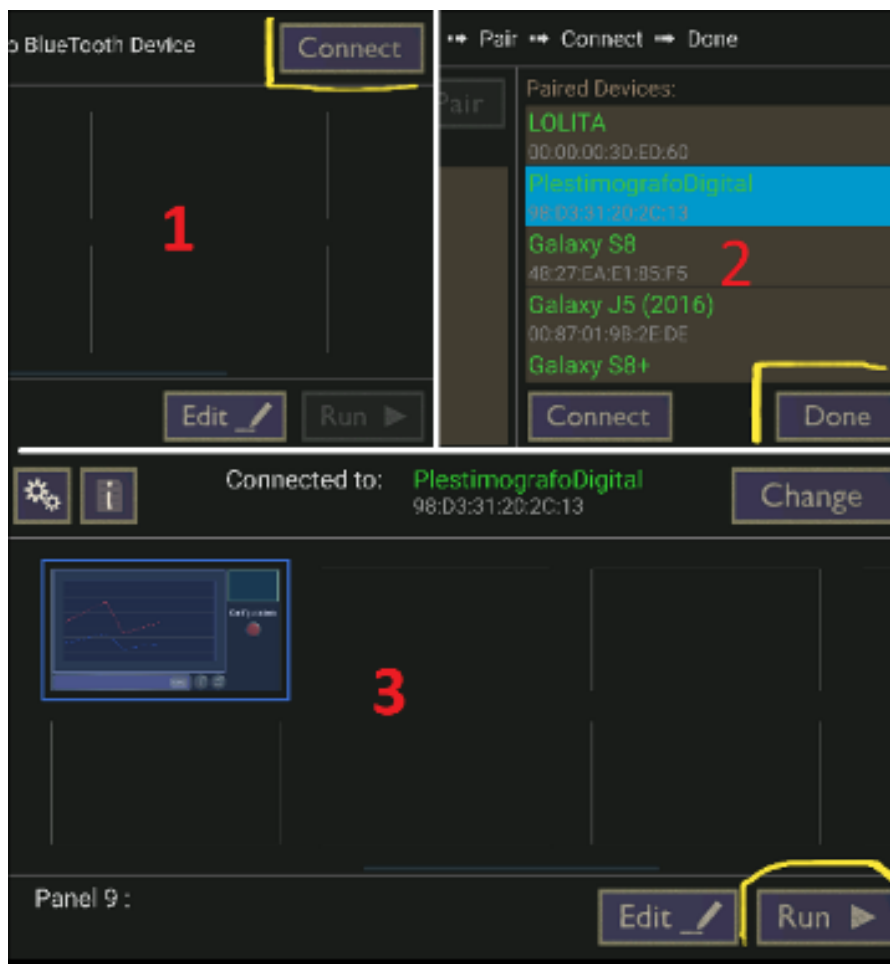 o BlueTooth Device
Connect
1
Edit
Run
Pair Connect Done
Pair
Paired Devices:
LOLITA
00:00:00:3D:ED:60
PlestimografoDigital
98:D3:31:20:2C:13
Galaxy S8
48:27:EA:E1:85:F5
2
Galaxy J5 (2016)
00:87:01:9B:2E:DE
Galaxy S8+
Connect
Done
Connected to:
PlestimografoDigital
98:D3:31:20:2C:13
Change
3
Panel 9 :
Edit
Run